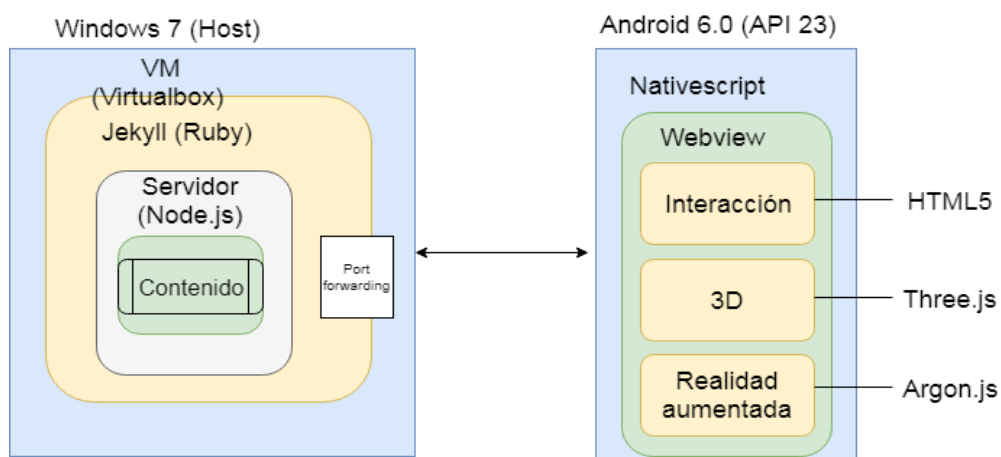 Windows 7 (Host)
VM
(Virtualbox)
Jekyll (Ruby)
Servidor
(Node.js)
Contenido
Port
forwarding
Android 6.0 (API 23)
Nativescript
Webview
Interacción
HTML5
3D
Three.js
Realidad
aumentada
Argon.js